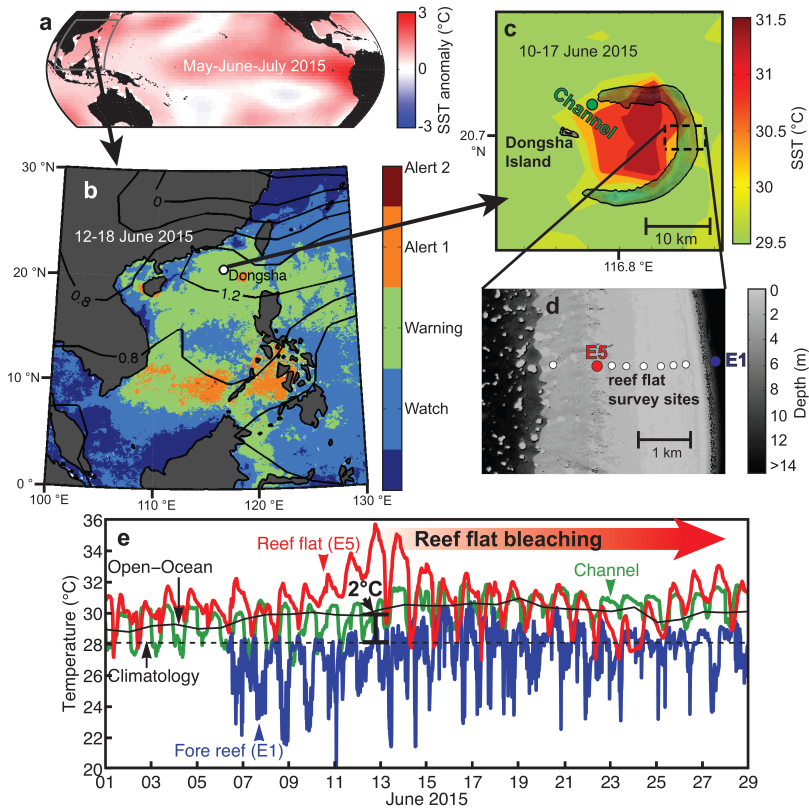 a
May-June-July 2015
3
0
-3
SST anomaly (°C)
b
12-18 June 2015
0
0.8
0.8
1.2
Dongsha
30 °N
20 °N
10 °N
0 °
100 °E
110 °E
120 °E
130 °E
Alert 2
Alert 1
Warning
Watch
c
10-17 June 2015
Channel
Dongsha
Island
20.7
°N
116.8 °E
10 km
31.5
31
30.5
30
29.5
SST (°C)
d
E5
E1
reef flat
survey sites
1 km
0
2
4
6
8
10
12
>14
Depth (m)
e
Reef flat (E5)
Reef flat bleaching
Open-Ocean
2°C
Channel
Climatology
Fore reef (E1)
Temperature (°C)
36
34
32
30
28
26
24
22
20
01 03 05 07 09 11 13 15 17 19 21 23 25 27 29
June 2015